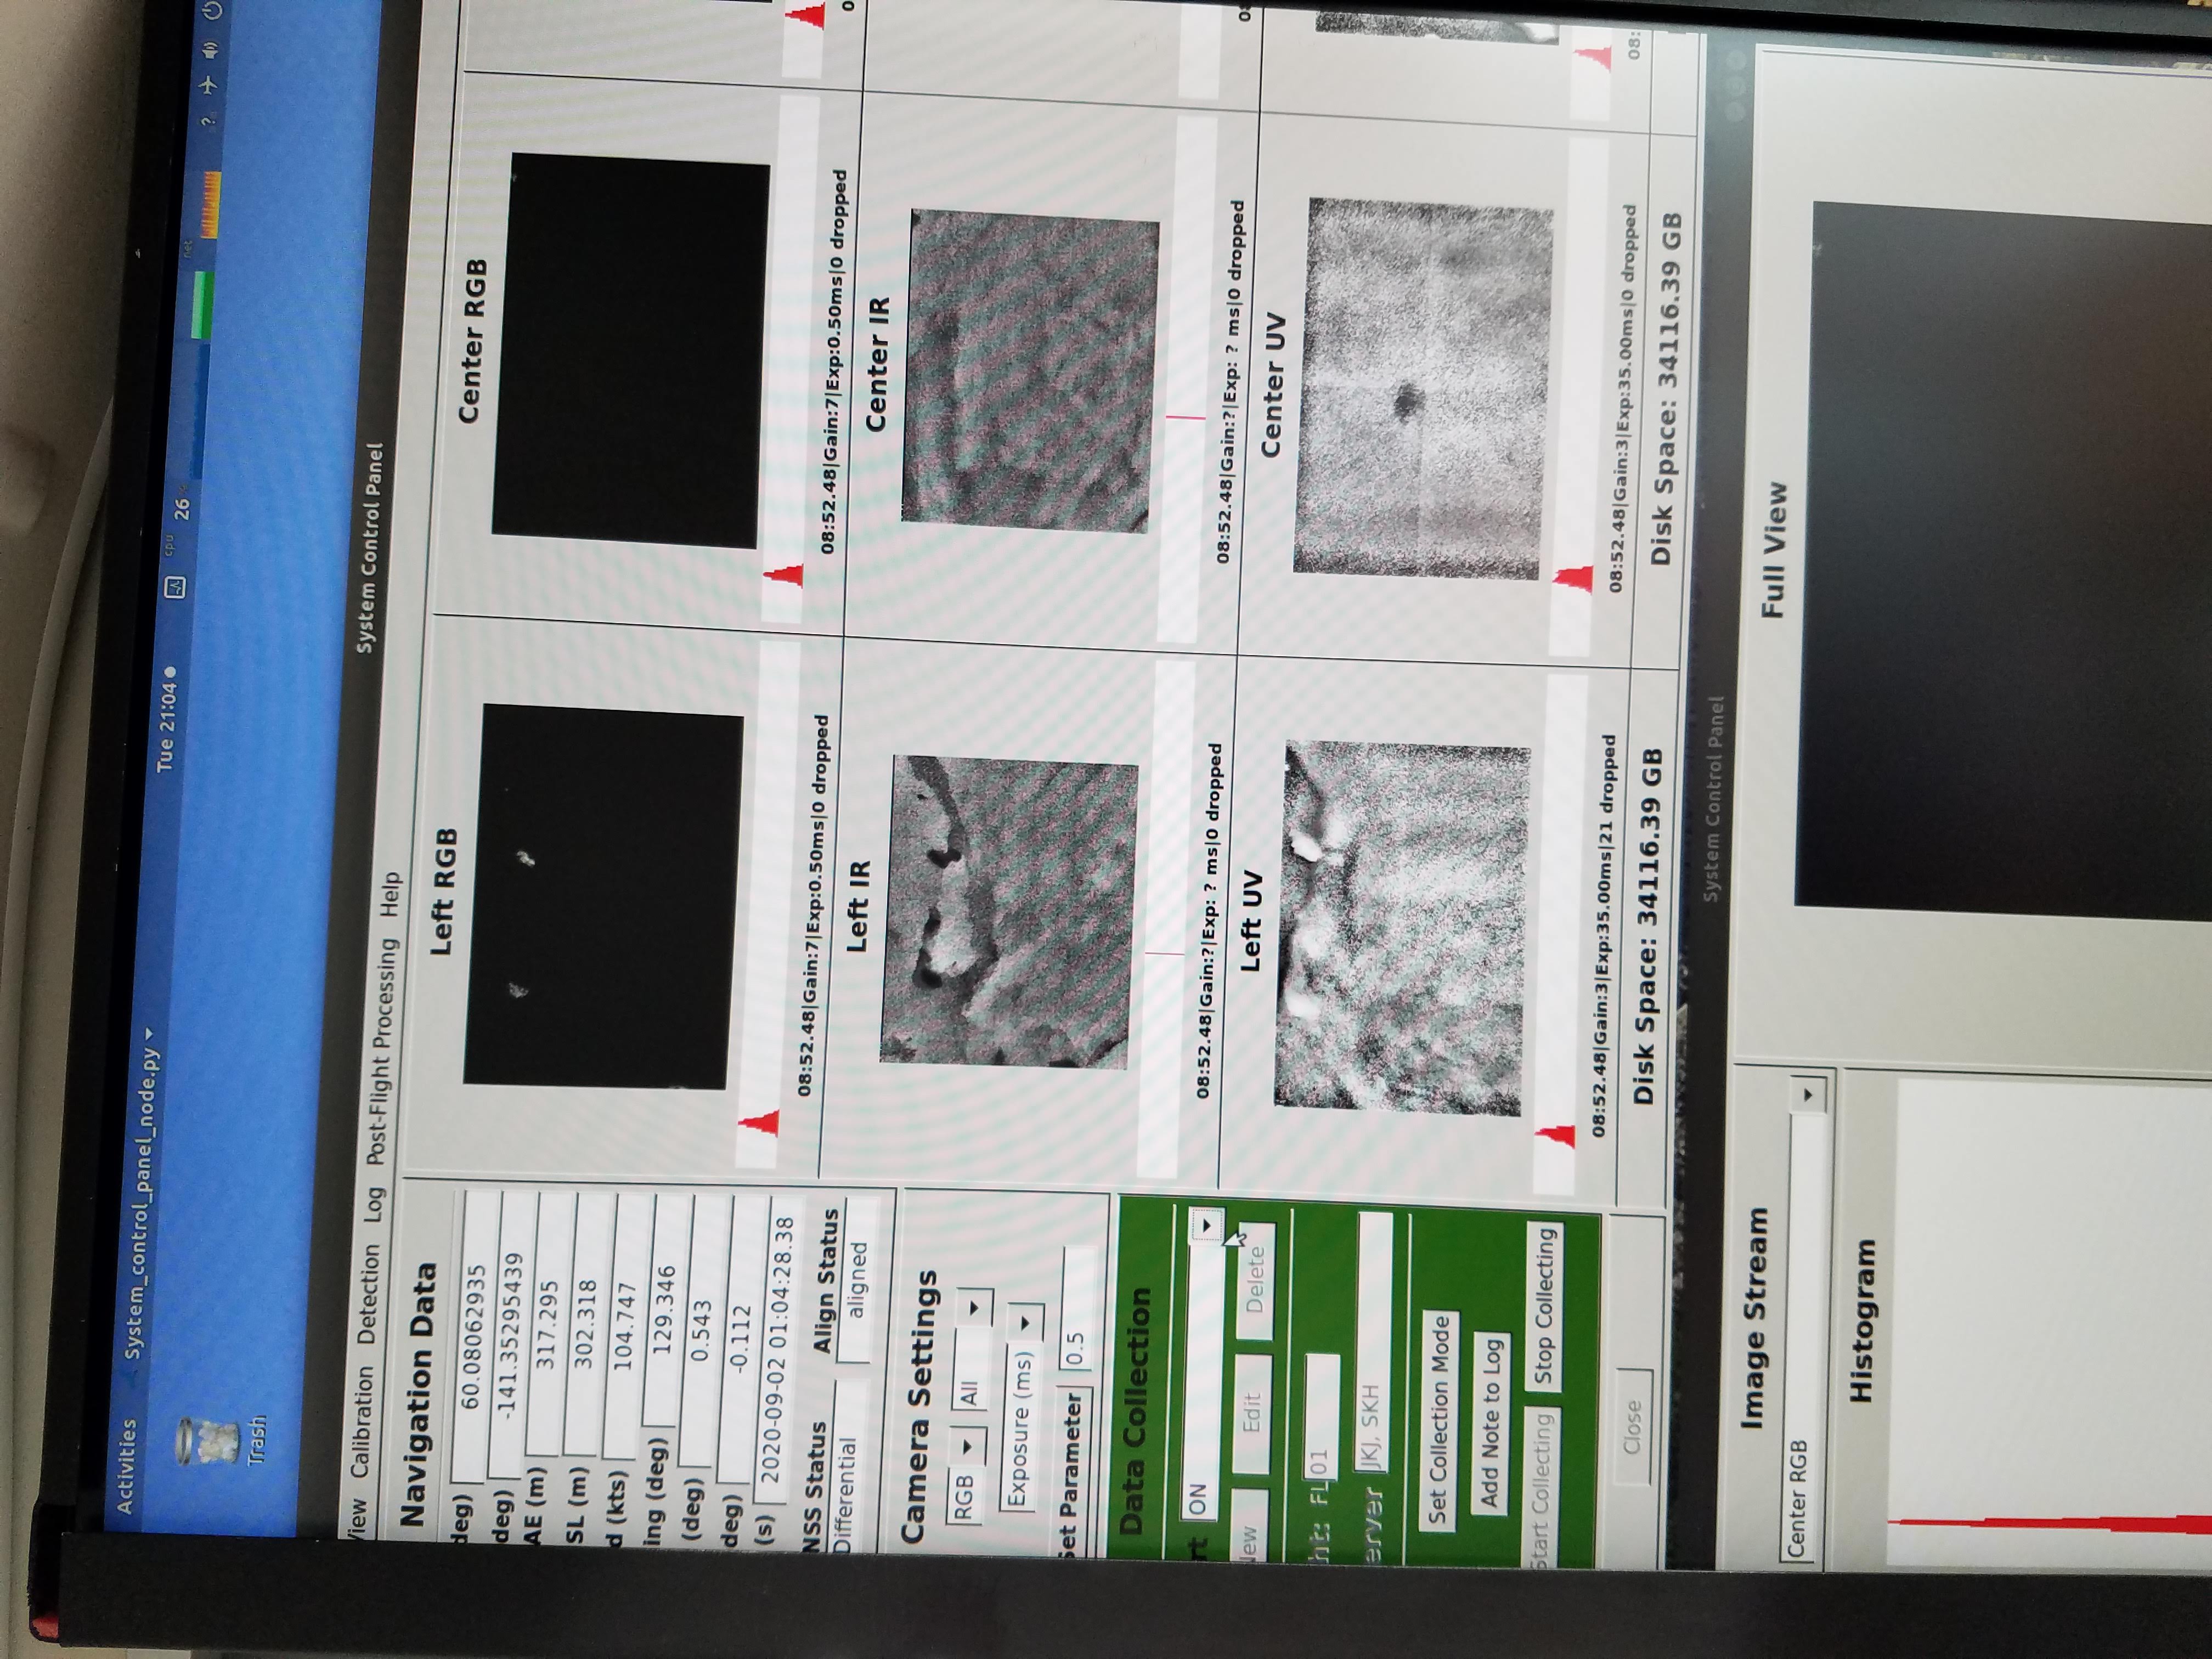 Activities System_control_panel_node.py Tue 21:04 cpu 26 net ?
Trash
System Control Panel
View Calibration Detection Log Post-Flight Processing Help
Navigation Data
deg) 60.08062935
deg) -141.35295439
AE (m) 317.295
SL (m) 302.318
d (kts) 104.747
ing (deg) 129.346
(deg) 0.543
deg) -0.112
(s) 2020-09-02 01:04:28.38
NSS Status Align Status
Differential aligned
Camera Settings
RGB All
Exposure (ms)
Set Parameter 0.5
Data Collection
rt ON
New Edit Delete
ht: FL 01
erver JKJ, SKH
Set Collection Mode
Add Note to Log
Start Collecting Stop Collecting
Close
Left RGB
08:52.48|Gain:7|Exp:0.50ms|0 dropped
Center RGB
08:52.48|Gain:7|Exp:0.50ms|0 dropped
0
Left IR
08:52.48|Gain:?|Exp: ? ms|0 dropped
Center IR
08:52.48|Gain:?|Exp: ? ms|0 dropped
08
Left UV
08:52.48|Gain:3|Exp:35.00ms|21 dropped
Center UV
08:52.48|Gain:3|Exp:35.00ms|0 dropped
08:
Disk Space: 34116.39 GB
Disk Space: 34116.39 GB
System Control Panel
Image Stream
Center RGB
Histogram
Full View